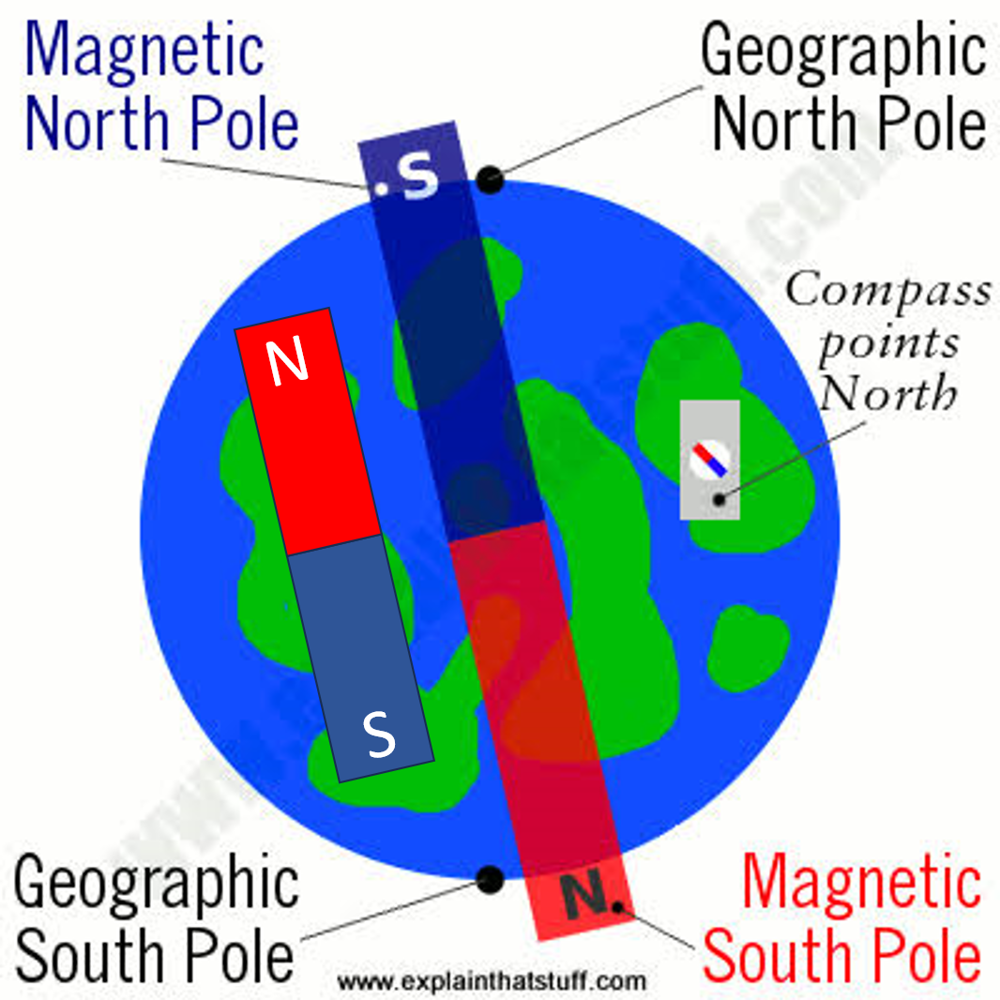 Magnetic
North Pole
Geographic
North Pole
S
Compass
points
North
N
S
N
Geographic
South Pole
Magnetic
South Pole
www.explainthatstuff.com